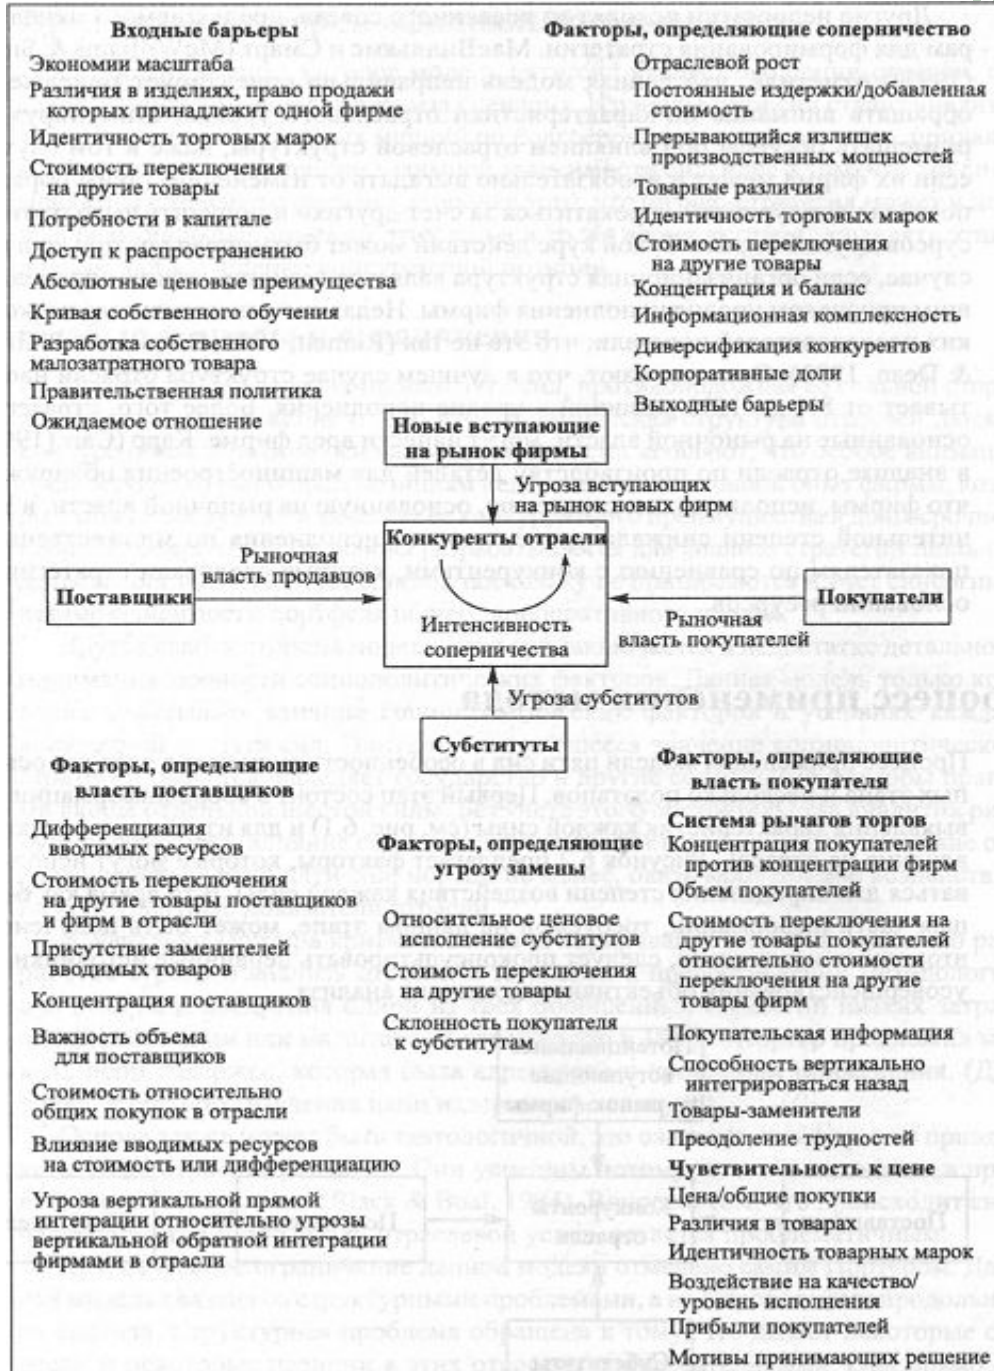 Входные барьеры
Экономии масштаба
Различия в изделиях, право продажи
которых принадлежит одной фирме
Идентичность торговых марок
Стоимость переключения
на другие товары
Потребности в капитале
Доступ к распространению
Абсолютные ценовые преимущества
Кривая собственного обучения
Разработка собственного
малозатратного товара
Правительственная политика
Ожидаемое отношение
Факторы, определяющие соперничество
Отраслевой рост
Постоянные издержки/добавленная
стоимость
Прерывающийся излишек
производственных мощностей
Товарные различия
Идентичность торговых марок
Стоимость переключения
на другие товары
Концентрация и баланс
Информационная комплексность
Диверсификация конкурентов
Корпоративные доли
Выходные барьеры
Новые вступающие
на рынок фирмы
Угроза вступающих
на рынок новых фирм
Поставщики
Рыночная
власть продавцов
Конкуренты отрасли
Интенсивность
соперничества
Рыночная
власть покупателей
Покупатели
Угроза субститутов
Субституты
Факторы, определяющие
власть поставщиков
Дифференциация
вводимых ресурсов
Стоимость переключения
на другие товары поставщиков
и фирм в отрасли
Присутствие заменителей
вводимых товаров
Концентрация поставщиков
Важность объема
для поставщиков
Стоимость относительно
общих покупок в отрасли
Влияние вводимых ресурсов
на стоимость или дифференциацию
Угроза вертикальной прямой
интеграции относительно угрозы
вертикальной обратной интеграции
фирмами в отрасли
Факторы, определяющие
угрозу замены
Относительное ценовое
исполнение субститутов
Стоимость переключения
на другие товары
Склонность покупателя
к субститутам
Факторы, определяющие
власть покупателя
Система рычагов торгов
Концентрация покупателей
против концентрации фирм
Объем покупателей
Стоимость переключения на
другие товары покупателей
относительно стоимости
переключения на другие
товары фирм
Покупательская информация
Способность вертикально
интегрироваться назад
Товары-заменители
Преодоление трудностей
Чувствительность к цене
Цена/общие покупки
Различия в товарах
Идентичность товарных марок
Воздействие на качество/
уровень исполнения
Прибыли покупателей
Мотивы принимающих решение